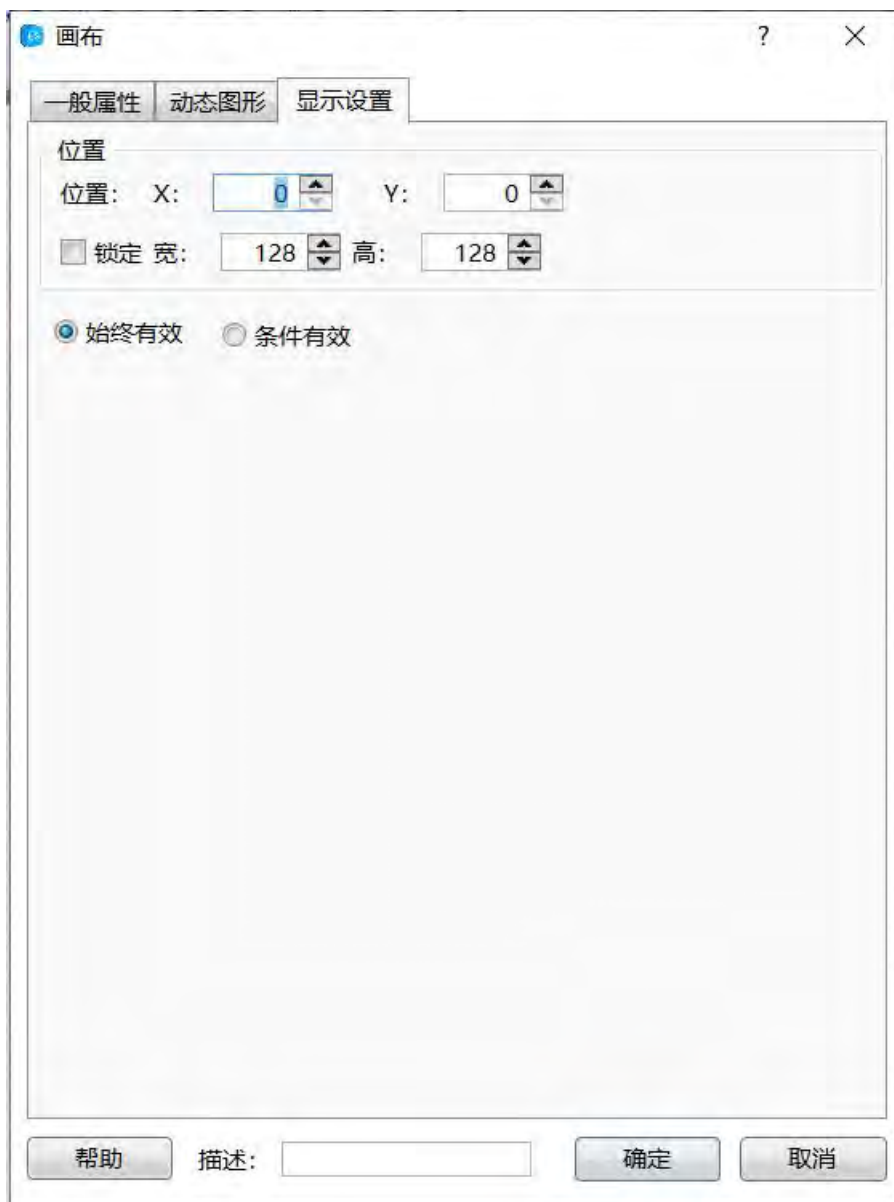 画布 ?
一般属性 动态图形 显示设置
位置
位置: X: 0 Y: 0
锁定 宽: 128 高: 128
始终有效 条件有效
帮助 描述: 确定 取消